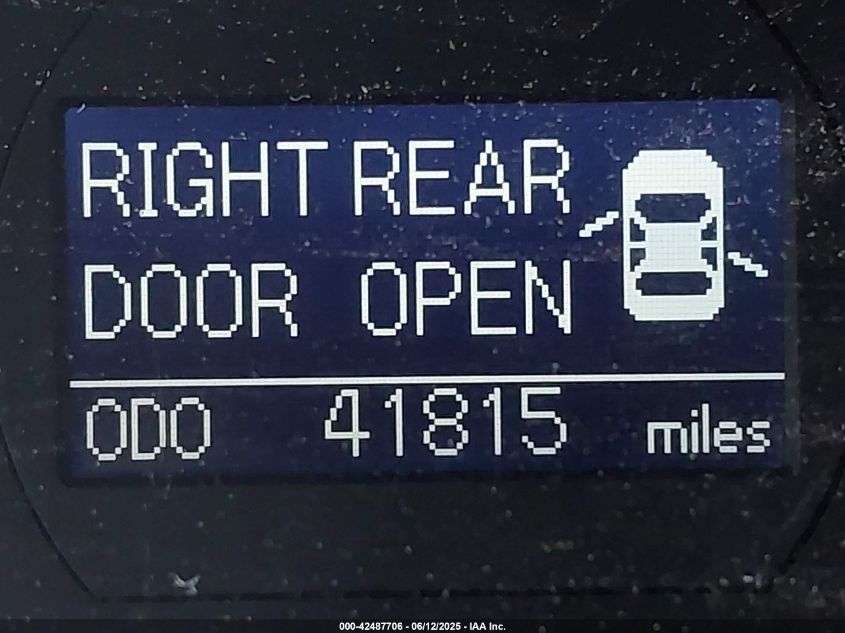 RIGHT REAR
DOOR OPEN
ODO 41815 miles
000-42487706 - 06/12/2025 - IAA Inc.